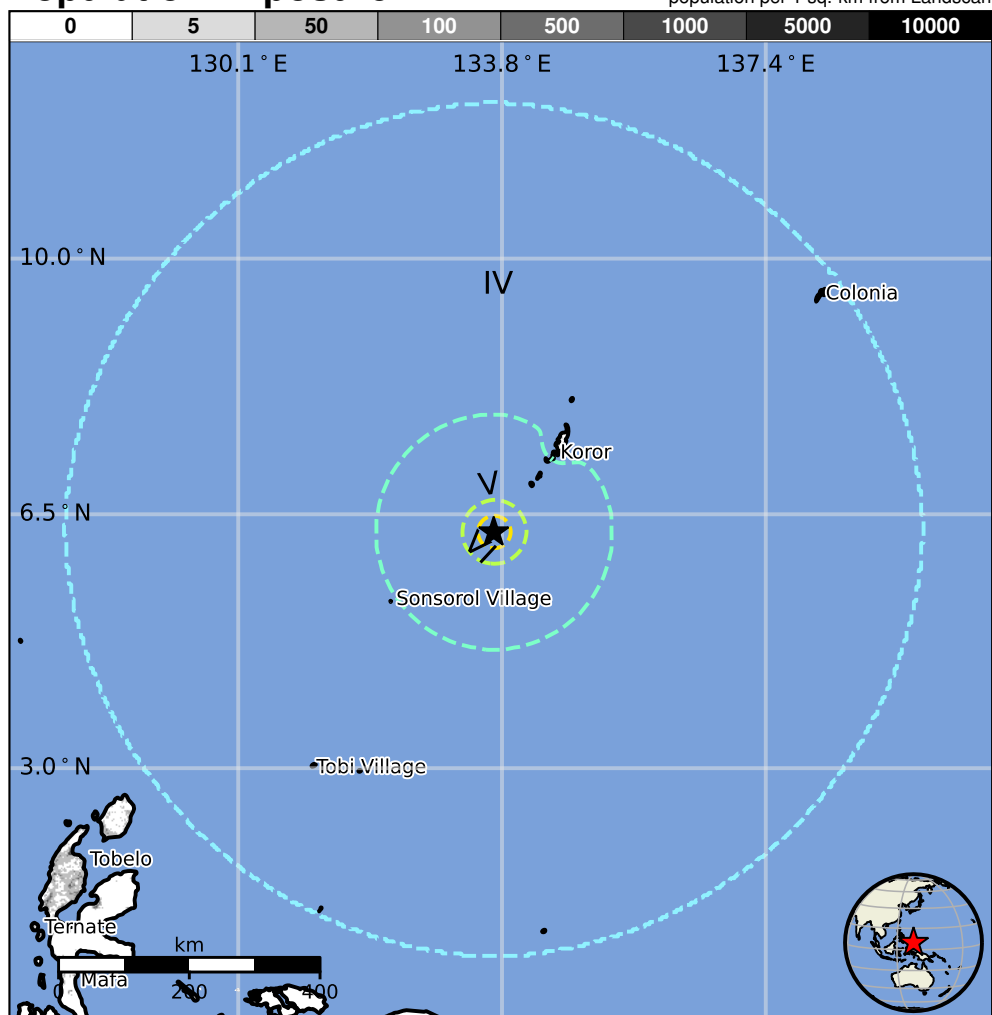 0 5 50 100 500 1000 5000 10000
130.1°E 133.8°E 137.4°E
10.0°N
IV
Colonia
Koror
V
6.5°N
Sonsorol Village
3.0°N
Tobi Village
Tobelo
Ternate
km
Mafa
0 200 400